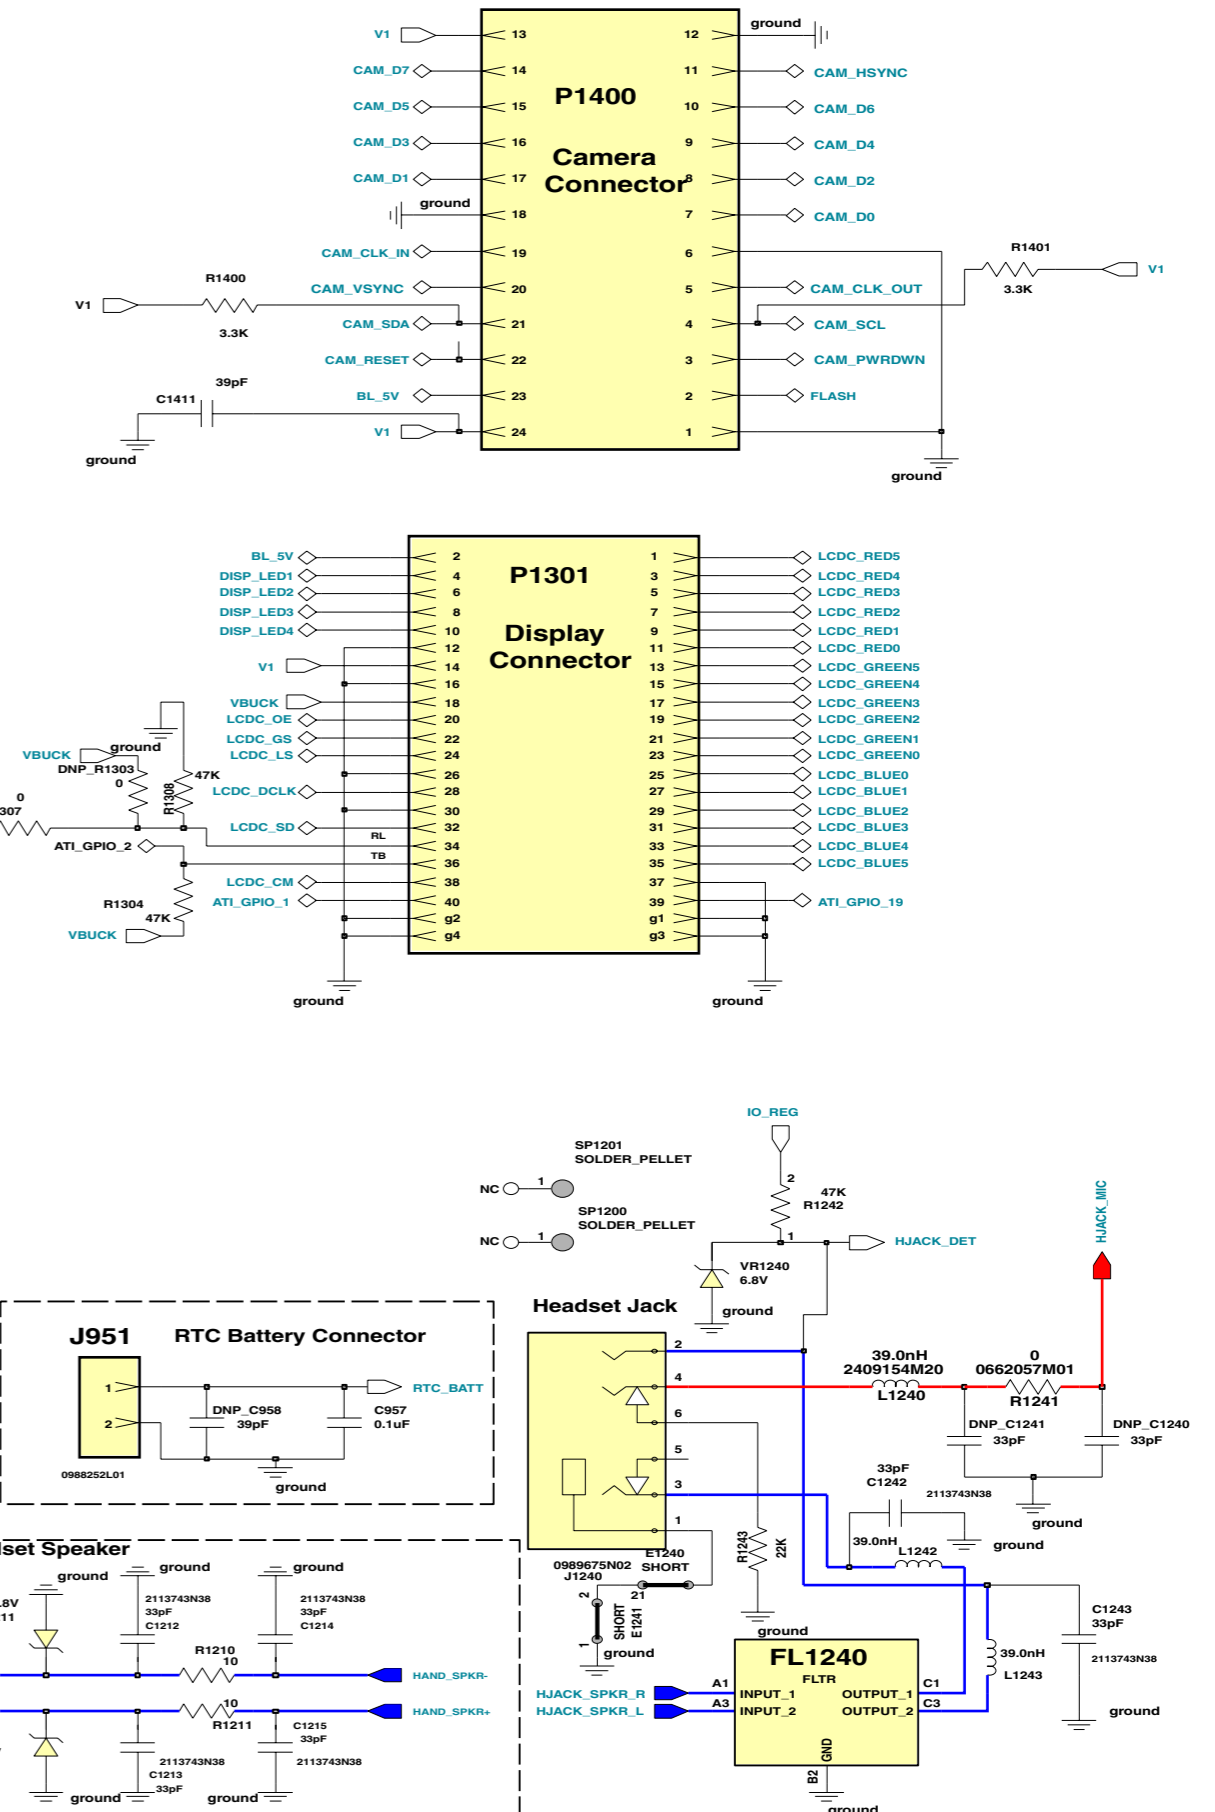 ground
V1
13
12
CAM_D7
14
11
CAM_HSYNC
P1400
CAM_D5
15
10
CAM_D6
CAM_D3
16
9
CAM_D4
Camera
Connector
CAM_D1
17
8
CAM_D2
ground
18
7
CAM_D0
CAM_CLK_IN
19
6
R1401
V1
3.3K
R1400
CAM_VSYNC
20
5
CAM_CLK_OUT
V1
3.3K
CAM_SDA
21
4
CAM_SCL
CAM_RESET
22
3
CAM_PWRDWN
39pF
C1411
BL_5V
23
2
FLASH
V1
24
1
ground
ground
BL_5V
2
1
LCDC_RED5
DISP_LED1
4
P1301
3
LCDC_RED4
DISP_LED2
6
5
LCDC_RED3
DISP_LED3
8
7
LCDC_RED2
DISP_LED4
10
Display
9
LCDC_RED1
12
11
LCDC_RED0
Connector
V1
14
13
LCDC_GREEN5
16
15
LCDC_GREEN4
VBUCK
18
17
LCDC_GREEN3
LCDC_OE
20
19
LCDC_GREEN2
LCDC_GS
22
21
LCDC_GREEN1
ground
VBUCK
LCDC_LS
24
23
LCDC_GREEN0
DNP_R1303
0
47K
R1308
26
25
LCDC_BLUE0
LCDC_DCLK
28
27
LCDC_BLUE1
0
307
30
29
LCDC_BLUE2
LCDC_SD
32
31
LCDC_BLUE3
RL
ATI_GPIO_2
34
33
LCDC_BLUE4
TB
36
35
LCDC_BLUE5
LCDC_CM
38
37
R1304
47K
ATI_GPIO_1
40
39
ATI_GPIO_19
g2
g1
VBUCK
g4
g3
ground
ground
IO_REG
SP1201
SOLDER_PELLET
NC
1
2
47K
R1242
SP1200
SOLDER_PELLET
NC
1
1
HJACK_DET
HJACK_MIC
VR1240
6.8V
ground
Headset Jack
J951
RTC Battery Connector
2
39.0nH
2409154M20
L1240
0
0662057M01
R1241
4
1
RTC_BATT
DNP_C958
39pF
C957
0.1uF
2
6
DNP_C1241
33pF
DNP_C1240
33pF
5
0988252L01
ground
33pF
C1242
2113743N38
3
ground
1
R1243
22K
39.0nH
L1242
ground
lset Speaker
0989675N02
J1240
E1240
SHORT
ground
ground
ground
21
2
SHORT
E1241
1
.8V
11
2113743N38
33pF
C1212
2113743N38
33pF
C1214
C1243
33pF
ground
R1210
10
ground
FL1240
FLTR
39.0nH
L1243
2113743N38
HAND_SPKR-
HJACK_SPKR_R
A1
INPUT_1
OUTPUT_1
C1
HJACK_SPKR_L
A3
INPUT_2
OUTPUT_2
C3
10
R1211
HAND_SPKR+
ground
C1215
33pF
2113743N38
2113743N38
C1213
33pF
GND
B2
ground
ground
ground